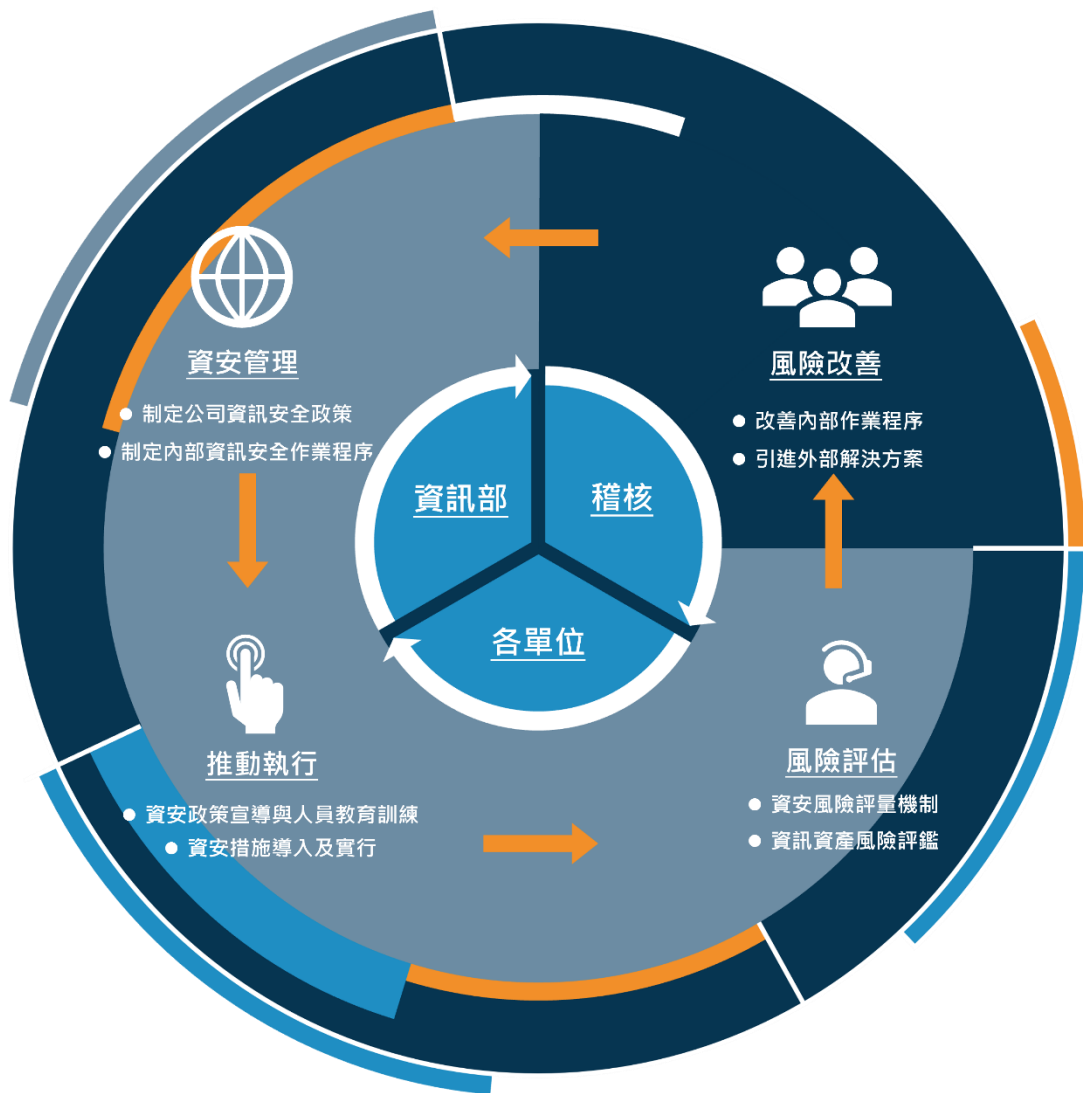 資安管理
制定公司資訊安全政策
制定內部資訊安全作業程序
風險改善
改善內部作業程序
引進外部解決方案
資訊部
稽核
各單位
推動執行
資安政策宣導與人員教育訓練
資安措施導入及實行
風險評估
資安風險評量機制
資訊資產風險評鑑